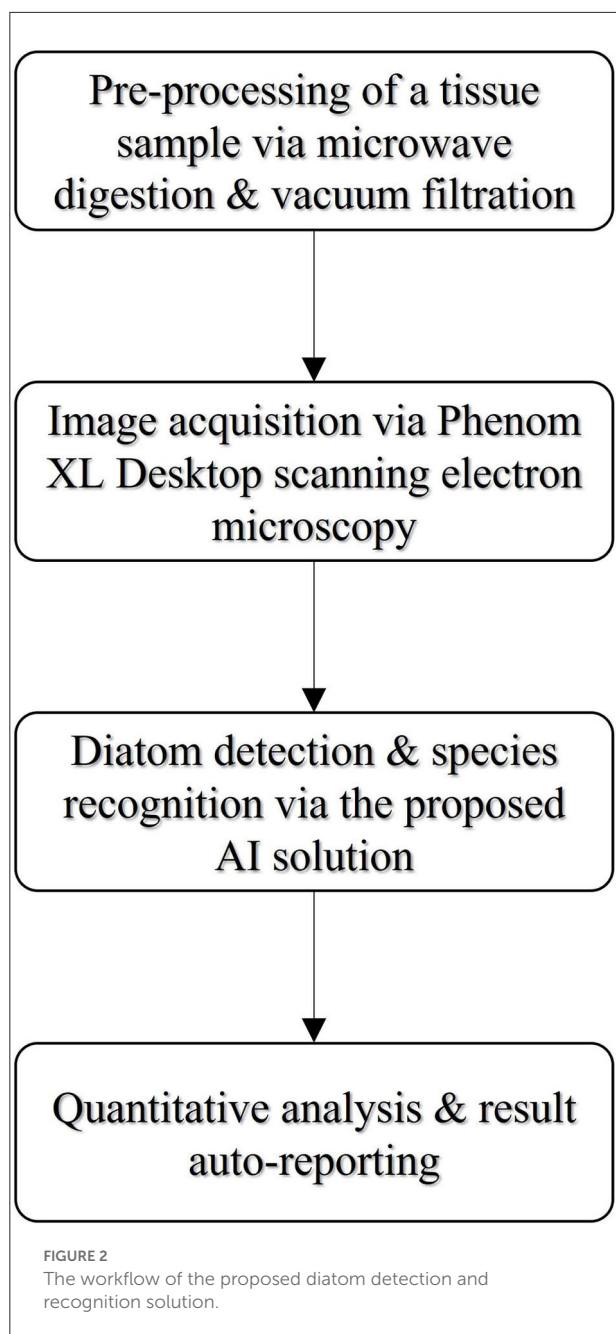 Pre-processing of a tissue
sample via microwave
digestion & vacuum filtration
Image acquisition via Phenom
XL Desktop scanning electron
microscopy
Diatom detection & species
recognition via the proposed
AI solution
Quantitative analysis & result
auto-reporting
FIGURE 2
The workflow of the proposed diatom detection and
recognition solution.